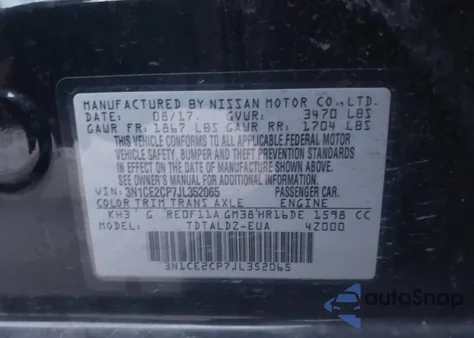 MANUFACTURED BY NISSAN MOTOR CO.,LTD.
DATE: 08/17. GVWR: 3470 LBS
GAWR FR: 1867 LBS GAWR RR: 1704 LBS
THIS VEHICLE CONFORMS TO ALL APPLICABLE
FEDERAL MOTOR VEHICLE SAFETY, BUMPER
AND THEFT PREVENTION STANDARDS IN
EFFECT ON THE DATE OF MANUFACTURE SHOWN
ABOVE.
SEE OWNERS MANUAL FOR ADDITIONAL
INFORMATION.
VIN: 3N1CE2CP7JL352065 PASSENGER CAR.
COLOR TRIM TRANS AXLE ENGINE
KH3 G RE0F11A GM38 HR16DE 1598 CC
MODEL TDTALDZ-EUA 4Z000
3N1CE2CP7JL352065
autoSnap